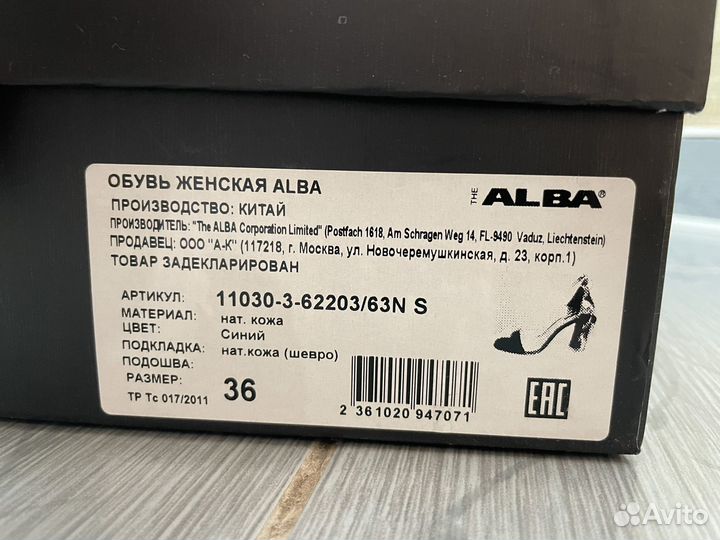 ОБУВЬ ЖЕНСКАЯ ALBA
THE ALBA®
ПРОИЗВОДСТВО: КИТАЙ
ПРОИЗВОДИТЕЛЬ: "The ALBA Corporation Limited" (Postfach 1618, Am Schragen Weg 14, FL-9490 Vaduz, Liechtenstein)
ПРОДАВЕЦ: ООО "А-К" (117218, г. Москва, ул. Новочеремушкинская, д. 23, корп.1)
ТОВАР ЗАДЕКЛАРИРОВАН
АРТИКУЛ: 11030-3-62203/63N S
МАТЕРИАЛ: нат. кожа
ЦВЕТ: Синий
ПОДКЛАДКА: нат.кожа (шевро)
ПОДОШВА:
РАЗМЕР: 36
ТР Тс 017/2011
2 361020 947071
EAC
Avito